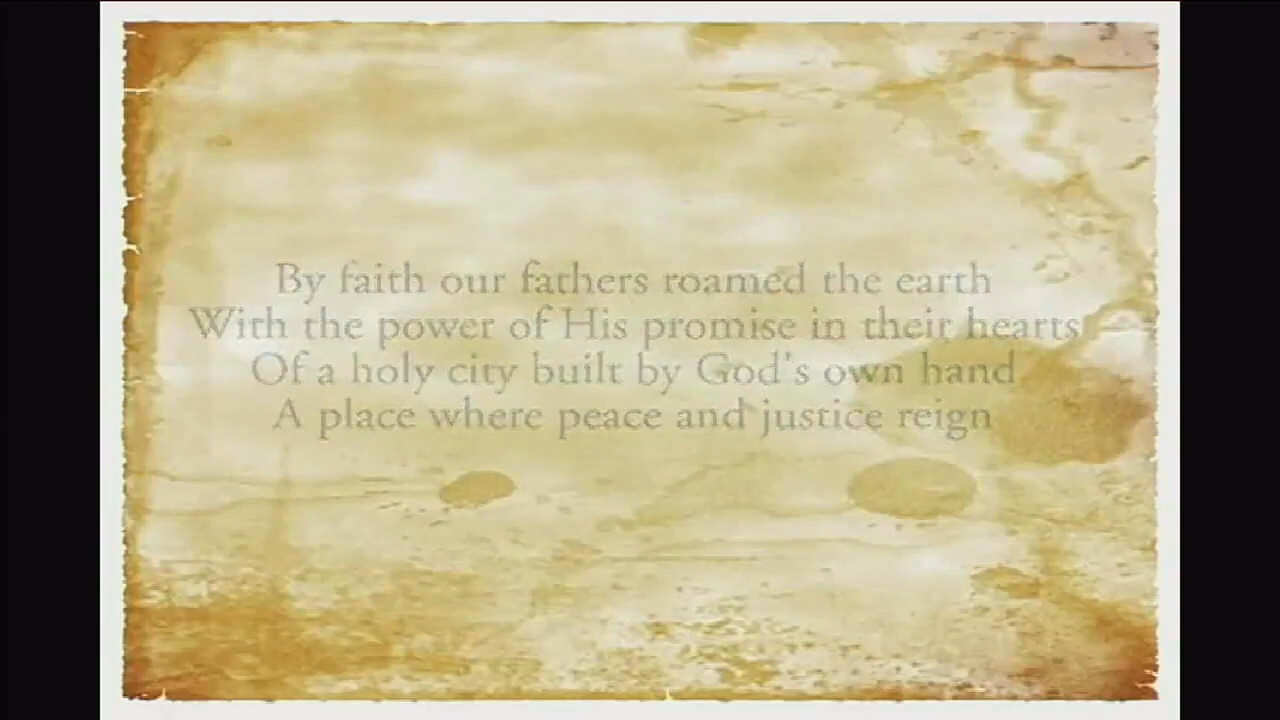 By faith our fathers roamed the earth
With the power of His promise in their hearts
Of a holy city built by God's own hand
A place where peace and justice reign